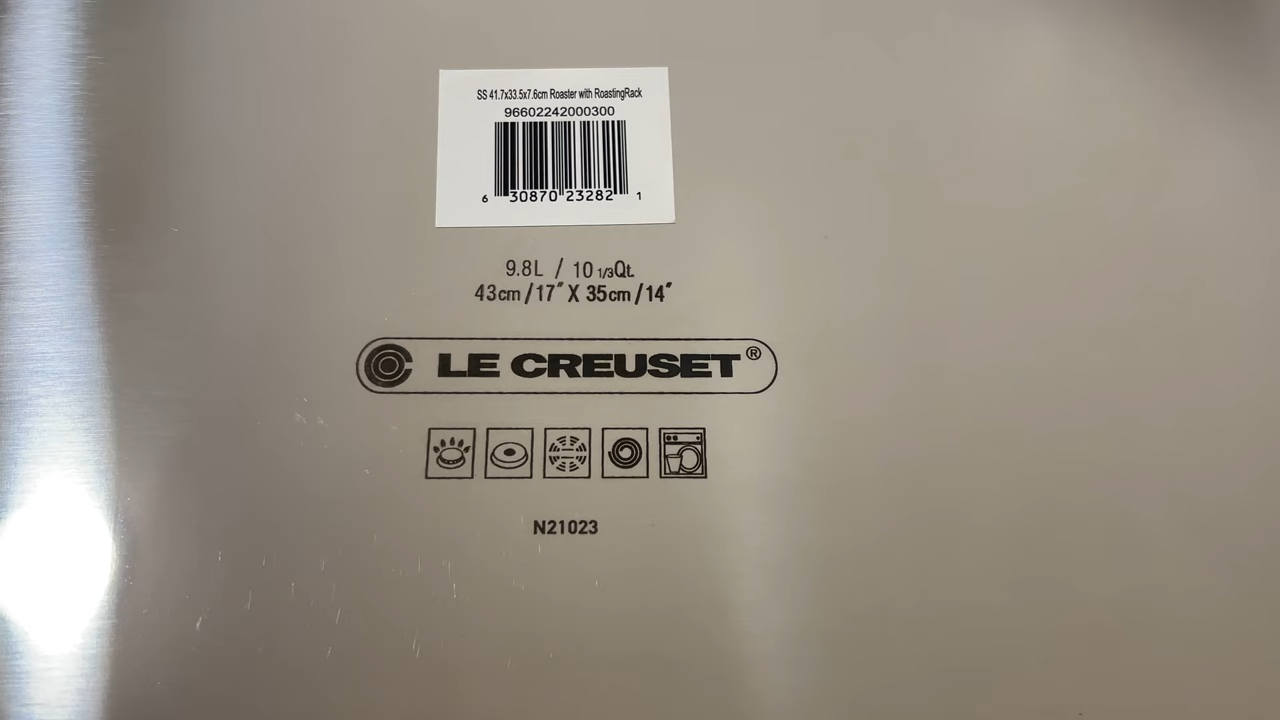 SS 41.7x33.5x7.6cm Roaster with RoastingRack
96602242000300
6 30870 23282 1
9.8L / 10 1/3Qt.
43cm/17" X 35cm/14"
LE CREUSET®
N21023